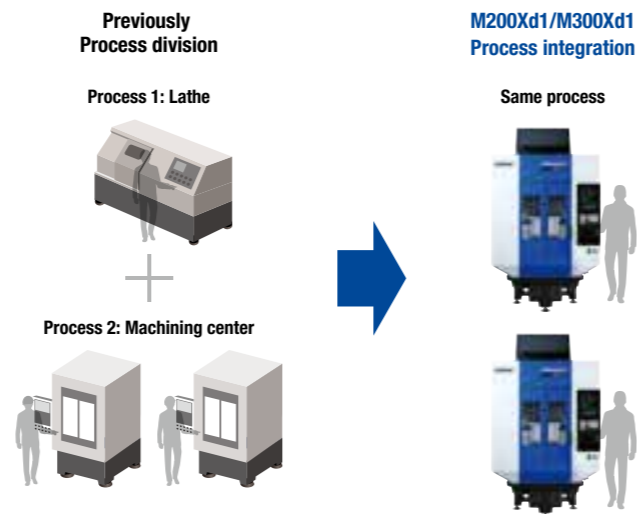 Previously
Process division
Process 1: Lathe
Process 2: Machining center
M200Xd1/M300Xd1
Process integration
Same process